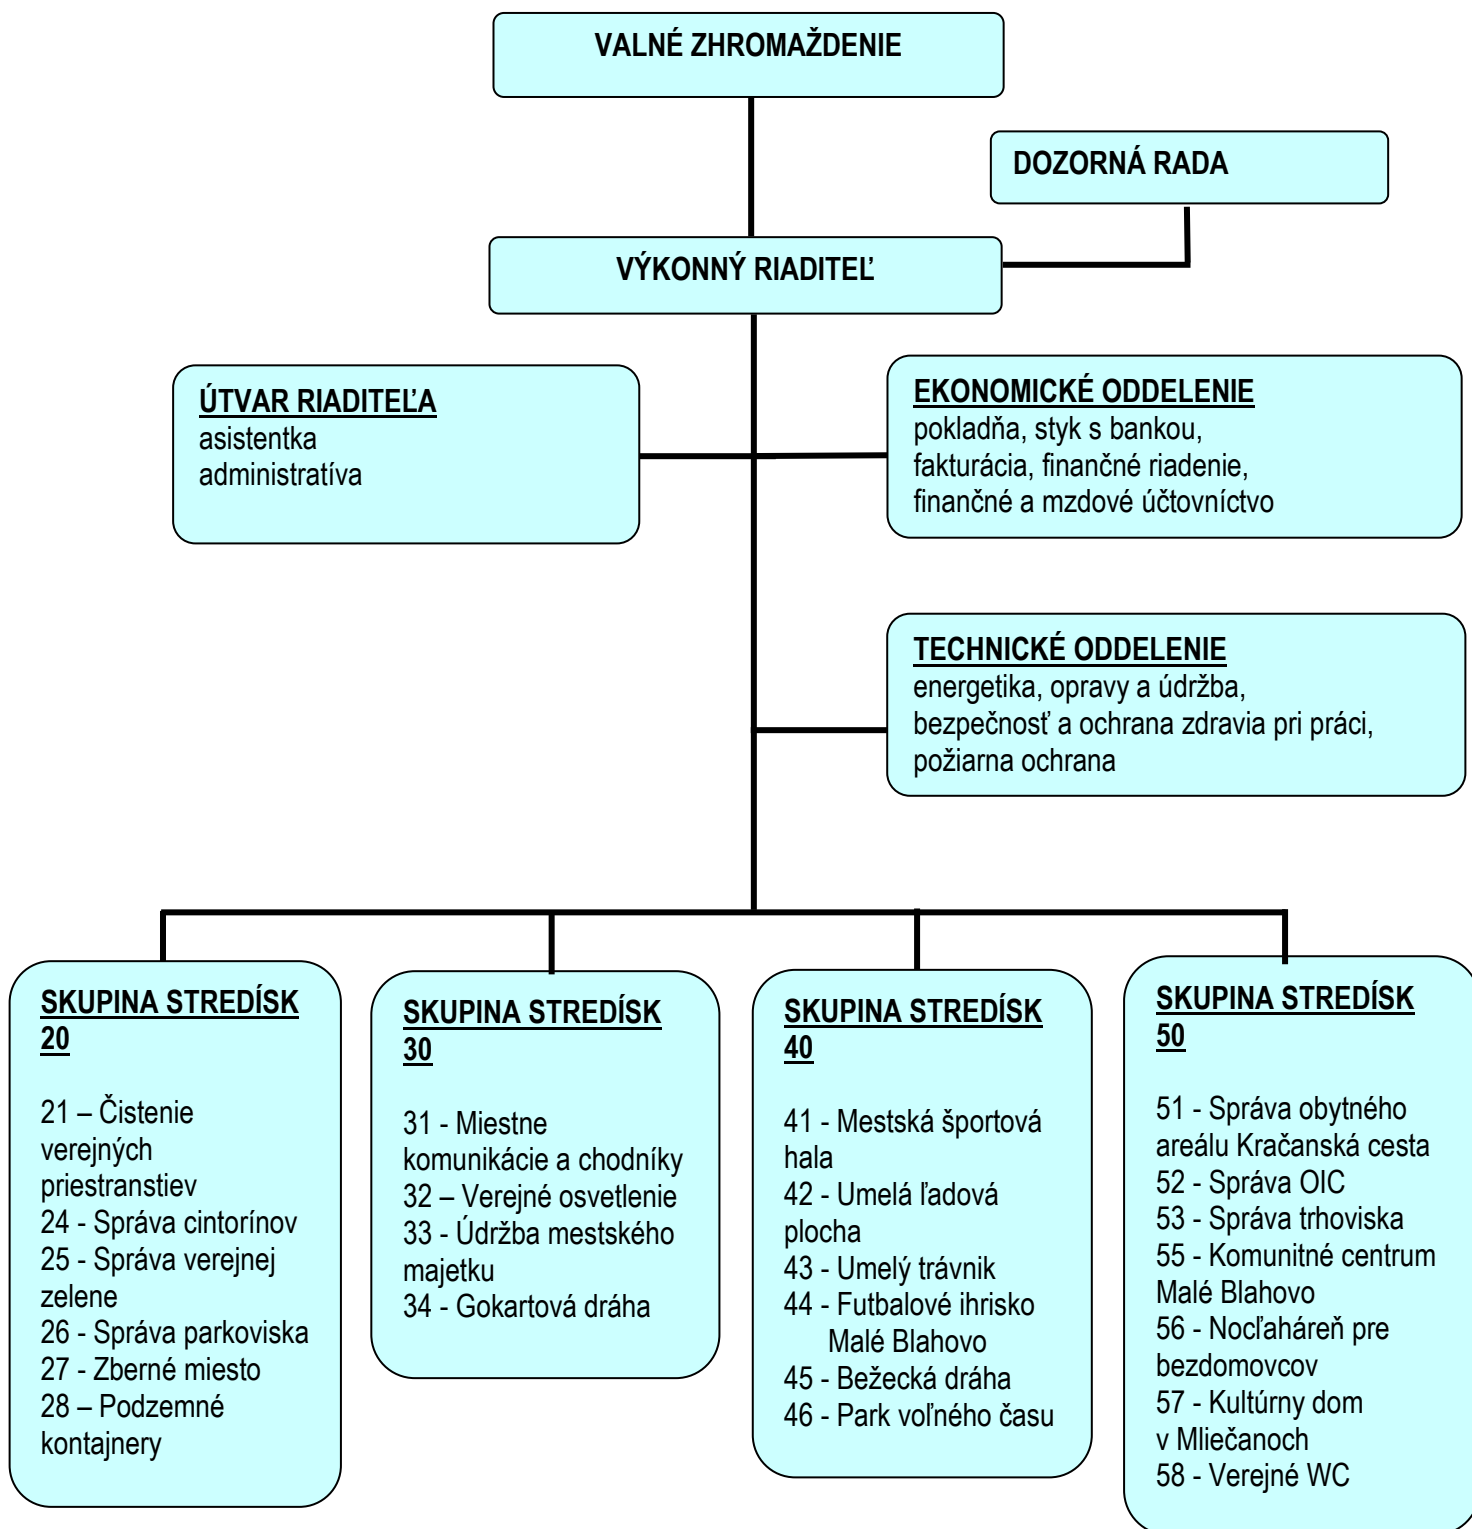 VALNÉ ZHROMAŽDENIE
DOZORNÁ RADA
VÝKONNÝ RIADITEĽ
ÚTVAR RIADITEĽA
asistentka
administratíva
EKONOMICKÉ ODDELENIE
pokladňa, styk s bankou,
fakturácia, finančné riadenie,
finančné a mzdové účtovníctvo
TECHNICKÉ ODDELENIE
energetika, opravy a údržba,
bezpečnosť a ochrana zdravia pri práci,
požiarna ochrana
SKUPINA STREDÍSK
20
21 – Čistenie
verejných
priestranstiev
24 - Správa cintorínov
25 - Správa verejnej
zelene
26 - Správa parkoviska
27 - Zberné miesto
28 – Podzemné
kontajnery
SKUPINA STREDÍSK
30
31 - Miestne
komunikácie a chodníky
32 – Verejné osvetlenie
33 - Údržba mestského
majetku
34 - Gokartová dráha
SKUPINA STREDÍSK
40
41 - Mestská športová
hala
42 - Umelá ľadová
plocha
43 - Umelý trávnik
44 - Futbalové ihrisko
Malé Blahovo
45 - Bežecká dráha
46 - Park voľného času
SKUPINA STREDÍSK
50
51 - Správa obytného
areálu Kračanská cesta
52 - Správa OIC
53 - Správa trhoviska
55 - Komunitné centrum
Malé Blahovo
56 - Nocľaháreň pre
bezdomovcov
57 - Kultúrny dom
v Mliečanoch
58 - Verejné WC